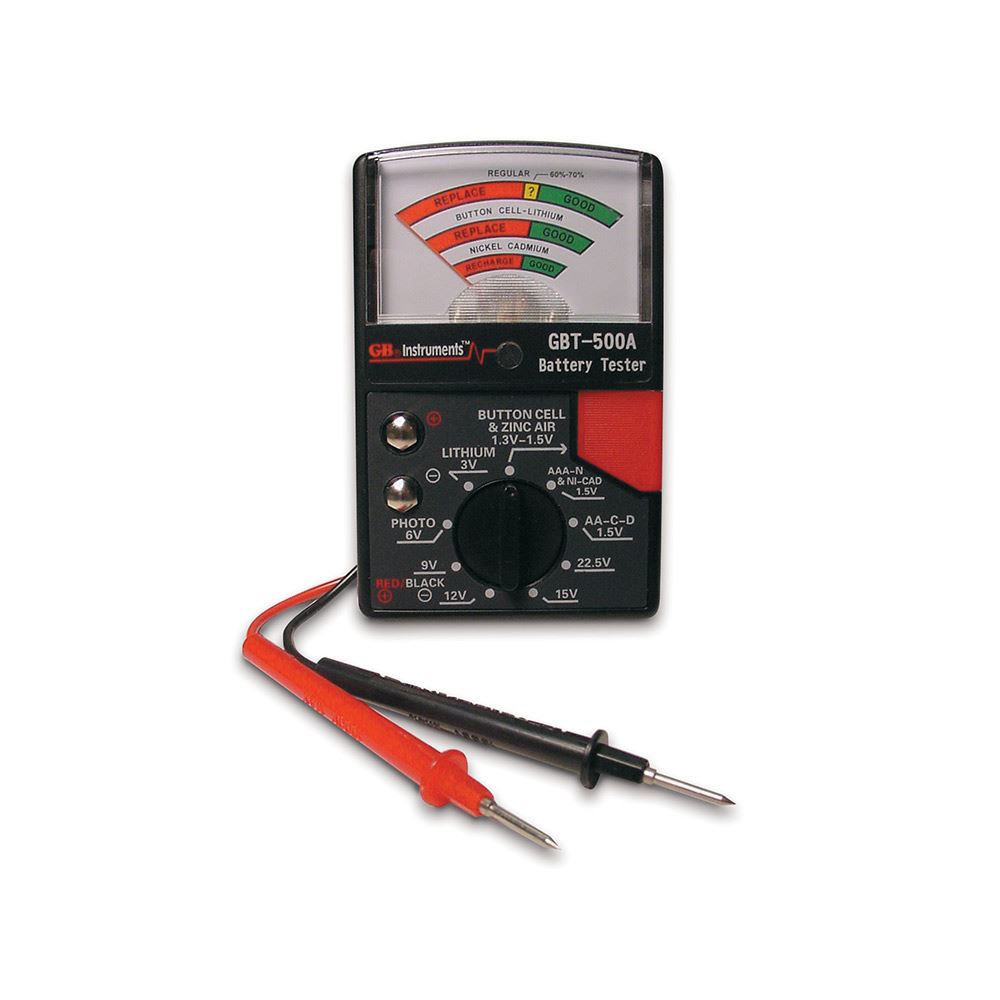 REGULAR 60%-70%
REPLACE ? GOOD
BUTTON CELL-LITHIUM
REPLACE GOOD
NICKEL CADMIUM
RECHARGE GOOD
GB Instruments™
GBT-500A
Battery Tester
BUTTON CELL
& ZINC AIR
1.3V-1.5V
LITHIUM
3V
AAA-N
& NI-CAD
1.5V
PHOTO
6V
AA-C-D
1.5V
9V
22.5V
RED/BLACK
12V
15V